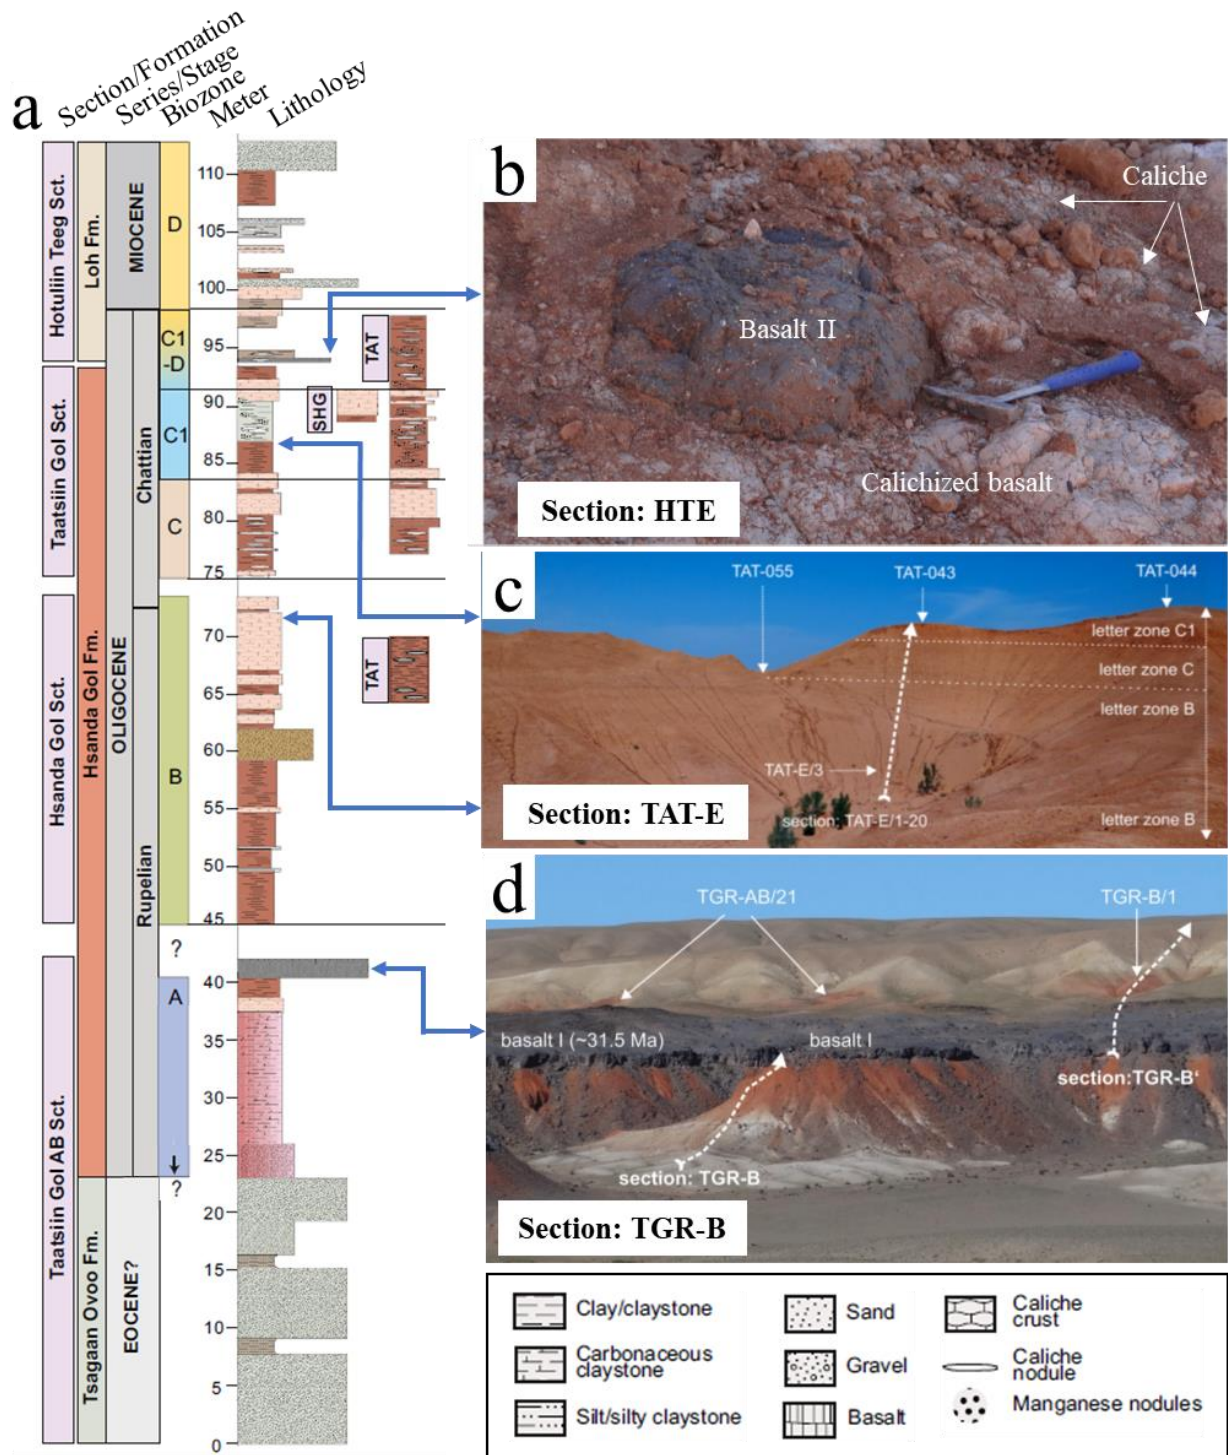 a
Section/Formation
Series/Stage
Biozone
Meter
Lithology
Hotuliin Teeg Sct.
Taatsiin Gol Sct.
Hsanda Gol Sct.
Taatsiin Gol AB Sct.
Loh Fm.
Hsanda Gol Fm.
Tsagaan Ovoo Fm.
MIOCENE
OLIGOCENE
EOCENE?
Chattian
Rupelian
D
C1
-D
C1
C
B
?
A
?
110
105
100
95
90
85
80
75
70
65
60
55
50
45
40
35
30
25
20
15
10
5
0
TAT
SHG
TAT
b
Caliche
Basalt II
Calichized basalt
Section: HTE
c
TAT-055
TAT-043
TAT-044
letter zone C1
letter zone C
letter zone B
TAT-E/3
section: TAT-E/1-20
letter zone B
Section: TAT-E
d
TGR-AB/21
TGR-B/1
basalt I (~31.5 Ma)
basalt I
section:TGR-B'
section: TGR-B
Section: TGR-B
Clay/claystone
Carbonaceous
claystone
Silt/silty claystone
Sand
Gravel
Basalt
Caliche
crust
Caliche
nodule
Manganese nodules